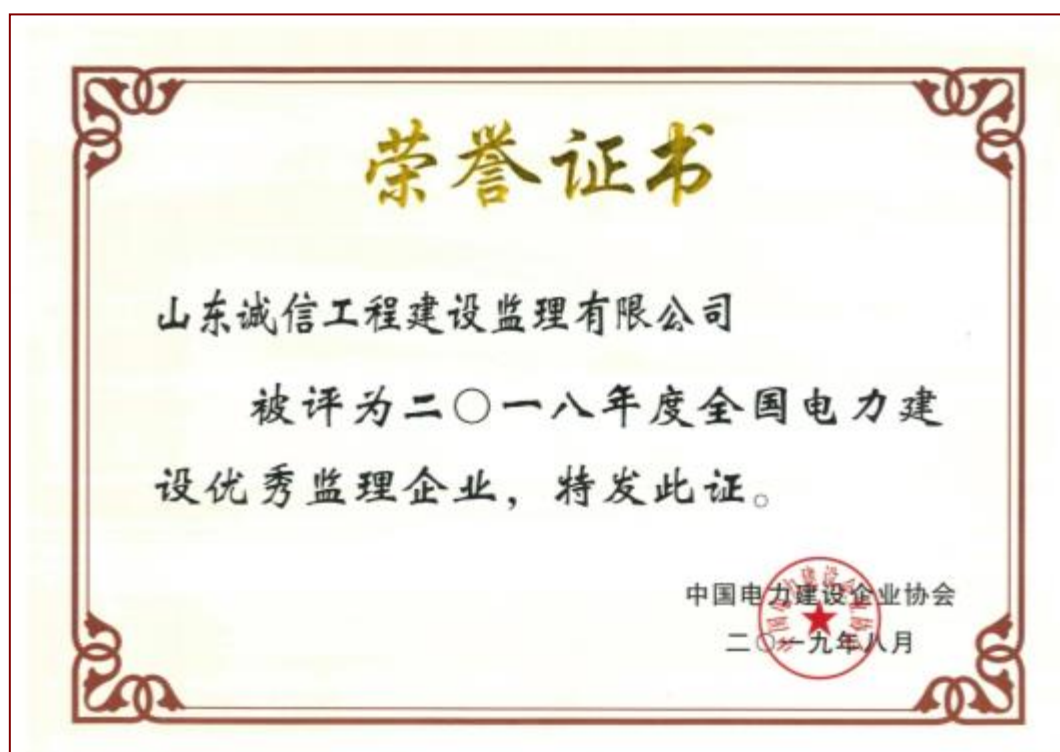 荣誉证书
山东诚信工程建设监理有限公司
被评为二〇一八年度全国电力建
设优秀监理企业，特发此证。
中国电力建设企业协会
二〇一九年八月